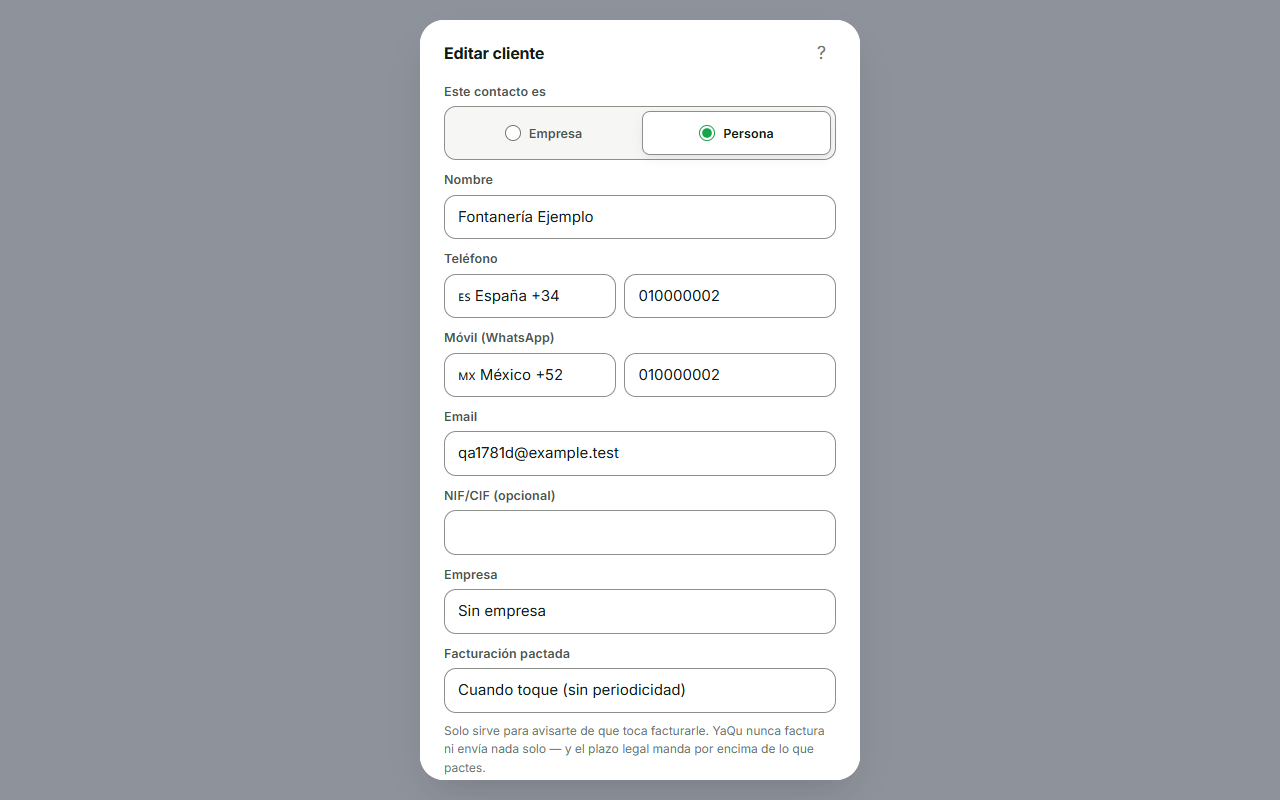 Editar cliente
?
Este contacto es
Empresa
Persona
Nombre
Fontanería Ejemplo
Teléfono
ES España +34
010000002
Móvil (WhatsApp)
MX México +52
010000002
Email
qa1781d@example.test
NIF/CIF (opcional)
Empresa
Sin empresa
Facturación pactada
Cuando toque (sin periodicidad)
Solo sirve para avisarte de que toca facturarle. YaQu nunca factura
ni envía nada solo — y el plazo legal manda por encima de lo que
pactes.